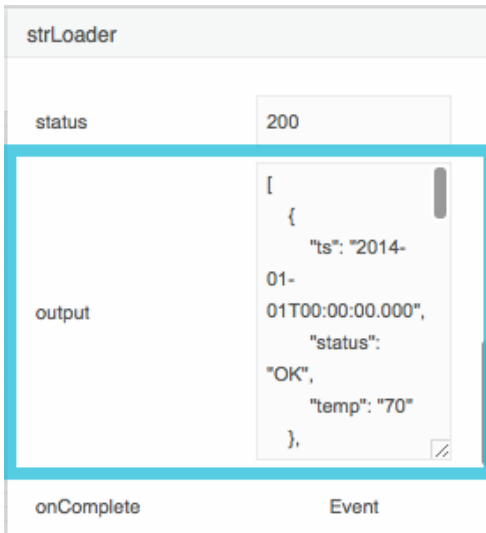 strLoader
status 200
[
{
"ts": "2014-
01-
01T00:00:00.000",
output
"status":
"OK",
"temp": "70"
},
onComplete Event